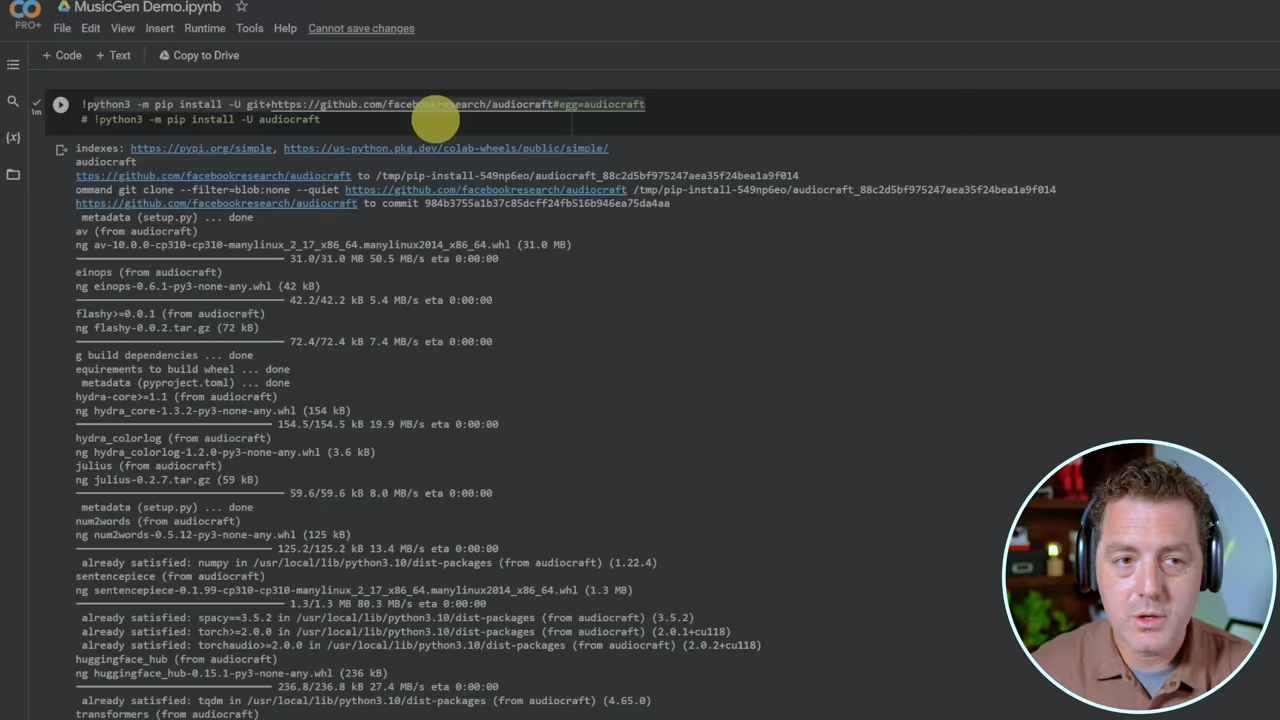 CO
PRO+
MusicGen Demo.ipynb
File Edit View Insert Runtime Tools Help Cannot save changes
+ Code + Text Copy to Drive
!python3 -m pip install -U git+https://github.com/facebookresearch/audiocraft#egg=audiocraft
1m
# !python3 -m pip install -U audiocraft
{x}
indexes: https://pypi.org/simple, https://us-python.pkg.dev/colab-wheels/public/simple/
audiocraft
ttps://github.com/facebookresearch/audiocraft to /tmp/pip-install-549np6eo/audiocraft_88c2d5bf975247aea35f24bea1a9f014
ommand git clone --filter=blob:none --quiet https://github.com/facebookresearch/audiocraft /tmp/pip-install-549np6eo/audiocraft_88c2d5bf975247aea35f24bea1a9f014
https://github.com/facebookresearch/audiocraft to commit 984b3755a1b37c85dcff24fb516b946ea75da4aa
metadata (setup.py) ... done
av (from audiocraft)
ng av-10.0.0-cp310-cp310-manylinux_2_17_x86_64.manylinux2014_x86_64.whl (31.0 MB)
31.0/31.0 MB 50.5 MB/s eta 0:00:00
einops (from audiocraft)
ng einops-0.6.1-py3-none-any.whl (42 kB)
42.2/42.2 kB 5.4 MB/s eta 0:00:00
flashy>=0.0.1 (from audiocraft)
ng flashy-0.0.2.tar.gz (72 kB)
72.4/72.4 kB 7.4 MB/s eta 0:00:00
g build dependencies ... done
equirements to build wheel ... done
metadata (pyproject.toml) ... done
hydra-core>=1.1 (from audiocraft)
ng hydra_core-1.3.2-py3-none-any.whl (154 kB)
154.5/154.5 kB 19.9 MB/s eta 0:00:00
hydra_colorlog (from audiocraft)
ng hydra_colorlog-1.2.0-py3-none-any.whl (3.6 kB)
julius (from audiocraft)
ng julius-0.2.7.tar.gz (59 kB)
59.6/59.6 kB 8.0 MB/s eta 0:00:00
metadata (setup.py) ... done
num2words (from audiocraft)
ng num2words-0.5.12-py3-none-any.whl (125 kB)
125.2/125.2 kB 13.4 MB/s eta 0:00:00
already satisfied: numpy in /usr/local/lib/python3.10/dist-packages (from audiocraft) (1.22.4)
sentencepiece (from audiocraft)
ng sentencepiece-0.1.99-cp310-cp310-manylinux_2_17_x86_64.manylinux2014_x86_64.whl (1.3 MB)
1.3/1.3 MB 80.3 MB/s eta 0:00:00
already satisfied: spacy==3.5.2 in /usr/local/lib/python3.10/dist-packages (from audiocraft) (3.5.2)
already satisfied: torch>=2.0.0 in /usr/local/lib/python3.10/dist-packages (from audiocraft) (2.0.1+cu118)
already satisfied: torchaudio>=2.0.0 in /usr/local/lib/python3.10/dist-packages (from audiocraft) (2.0.2+cu118)
huggingface_hub (from audiocraft)
ng huggingface_hub-0.15.1-py3-none-any.whl (236 kB)
236.8/236.8 kB 27.4 MB/s eta 0:00:00
already satisfied: tqdm in /usr/local/lib/python3.10/dist-packages (from audiocraft) (4.65.0)
transformers (from audiocraft)